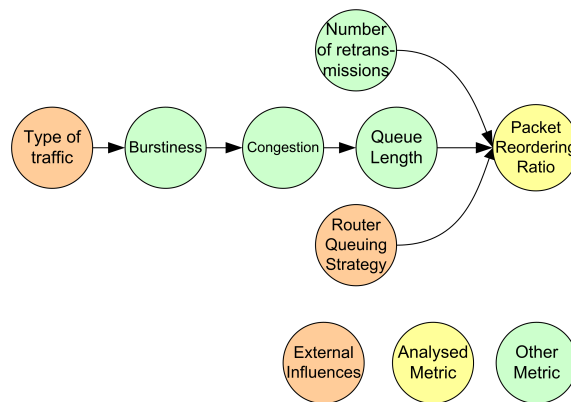 Number
of retrans-
missions
Type of
traffic
Burstiness
Congestion
Queue
Length
Packet
Reordering
Ratio
Router
Queuing
Strategy
External
Influences
Analysed
Metric
Other
Metric